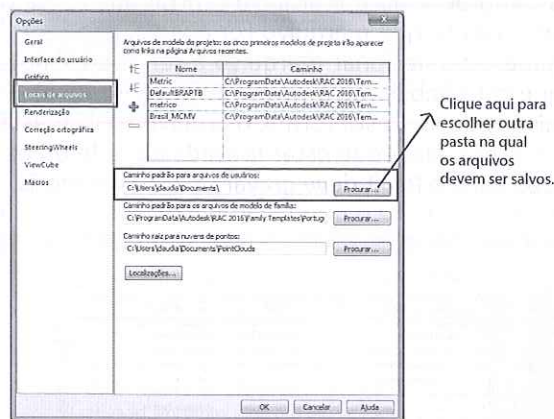 Opções
Geral
Interface do usuário
Gráfico
Locais de arquivos
Renderização
Correção ortográfica
SteeringWheels
ViewCube
Macros
Arquivos de modelo do projeto: os cinco primeiros modelos de projeto irão aparecer
como links na página Arquivos recentes.
Nome Caminho
Metric C:\ProgramData\Autodesk\RAC 2016\Tem...
DefaultBRAPTB C:\ProgramData\Autodesk\RAC 2016\Tem...
metrico C:\ProgramData\Autodesk\RAC 2016\Tem...
Brasil_MCMV C:\ProgramData\Autodesk\RAC 2016\Tem...
Caminho padrão para arquivos de usuários:
C:\Users\claudia\Documents\ Procurar...
Caminho padrão para os arquivos de modelo de família:
C:\ProgramData\Autodesk\RAC 2016\Family Templates\Portug Procurar...
Caminho raiz para nuvens de pontos:
C:\Users\claudia\Documents\PointClouds Procurar...
Localizações...
OK Cancelar Ajuda
Clique aqui para
escolher outra
pasta na qual
os arquivos
devem ser salvos.